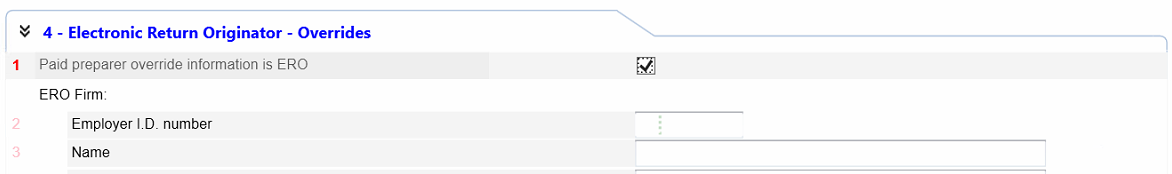 4 - Electronic Return Originator - Overrides
1 Paid preparer override information is ERO
ERO Firm:
2 Employer I.D. number
3 Name